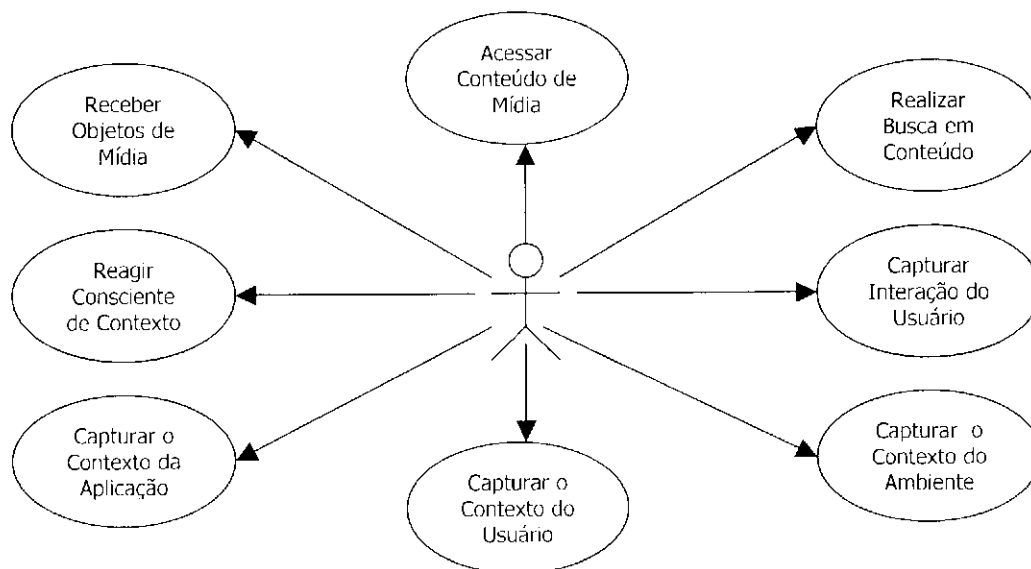 Acessar
Conteúdo de
Mídia
Receber
Objetos de
Mídia
Realizar
Busca em
Conteúdo
Reagir
Consciente
de Contexto
Capturar
Interação do
Usuário
Capturar o
Contexto da
Aplicação
Capturar o
Contexto do
Usuário
Capturar o
Contexto do
Ambiente